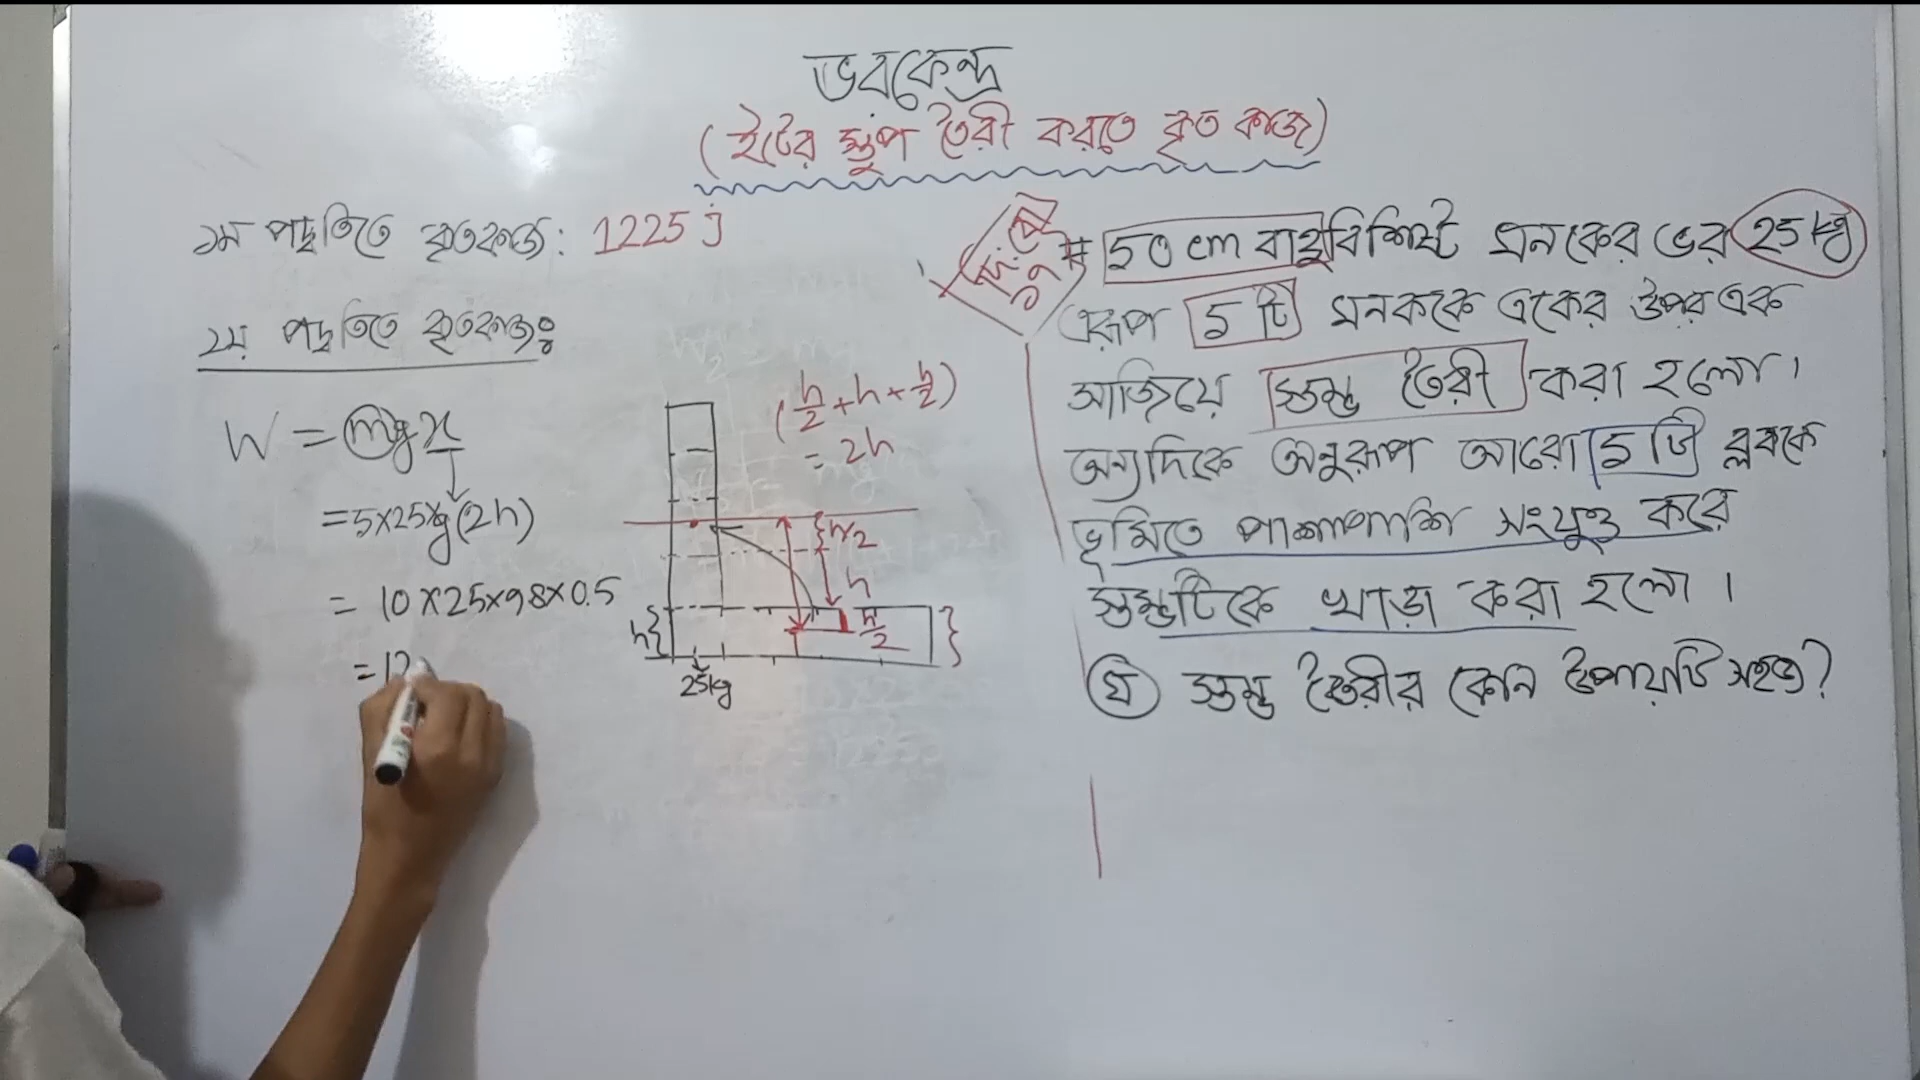 ভরকেন্দ্র
(ইটের স্তুপ তৈরী করতে কৃত কাজ)
১ম পদ্ধতিতে কৃতকাজ: 1225 j
২য় পদ্ধতিতে কৃতকাজঃ
W = mgx
=5×25×g(2h)
= 10×25×9.8×0.5
=12
(h/2 + h + h/2)
= 2h
h/2
h
h/2
h
25kg
দি. বো
১৭
# 50 cm বাহুবিশিষ্ট ঘনকের ভর 25 kg
এরূপ 5 টি ঘনককে একের উপর এক
সাজিয়ে স্তম্ভ তৈরী করা হলো।
অন্যদিকে অনুরূপ আরো 5 টি ব্লককে
ভূমিতে পাশাপাশি সংযুক্ত করে
স্তম্ভটিকে খাড়া করা হলো।
ঘ স্তম্ভ তৈরীর কোন উপায়টি সহজ?